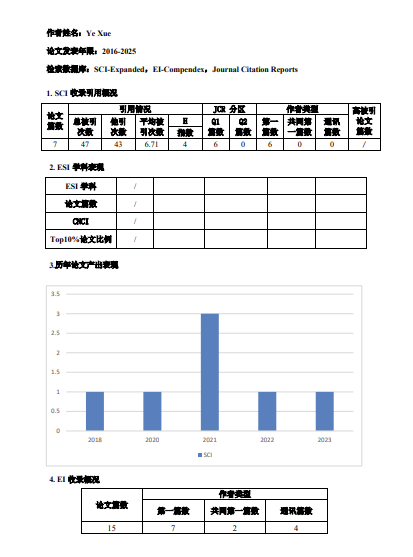 作者姓名：Ye Xue
论文发表年限：2016-2025
检索数据库：SCI-Expanded，EI-Compendex，Journal Citation Reports
1. SCI 收录引用概况
论文篇数 引用情况 JCR 分区 作者类型 高被引论文篇数
总被引次数 他引次数 平均被引次数 H指数 Q1篇数 Q2篇数 第一篇数 共同第一篇数 通讯篇数
7 47 43 6.71 4 6 0 6 0 0 /
2. ESI 学科表现
ESI 学科 /
论文篇数 /
CNCI /
Top10%论文比例 /
3.历年论文产出表现
3.5
3
2.5
2
1.5
1
0.5
0
2018 2020 2021 2022 2023
SCI
4. EI 收录概况
论文篇数 作者类型
第一篇数 共同第一篇数 通讯篇数
15 7 2 4